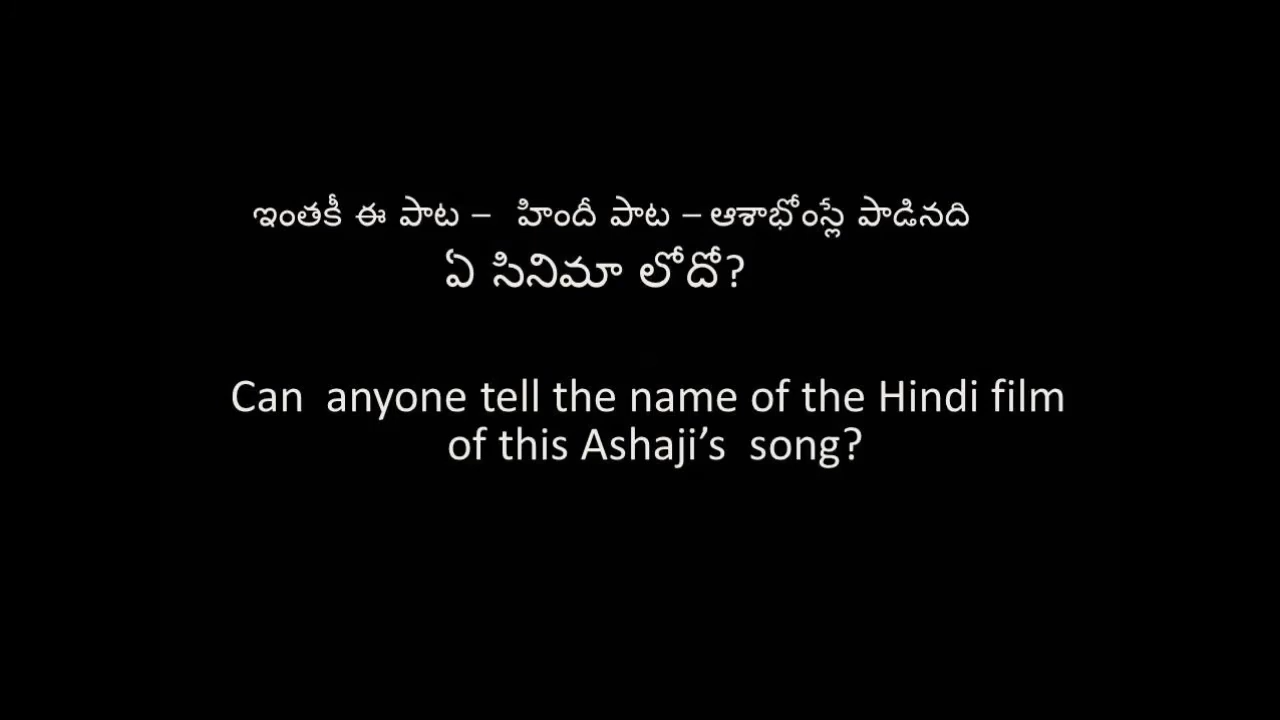 ఇంతకీ ఈ పాట – హిందీ పాట – ఆశాభోంస్లే పాడినది
ఏ సినిమా లోదో?
Can anyone tell the name of the Hindi film
of this Ashaji’s song?